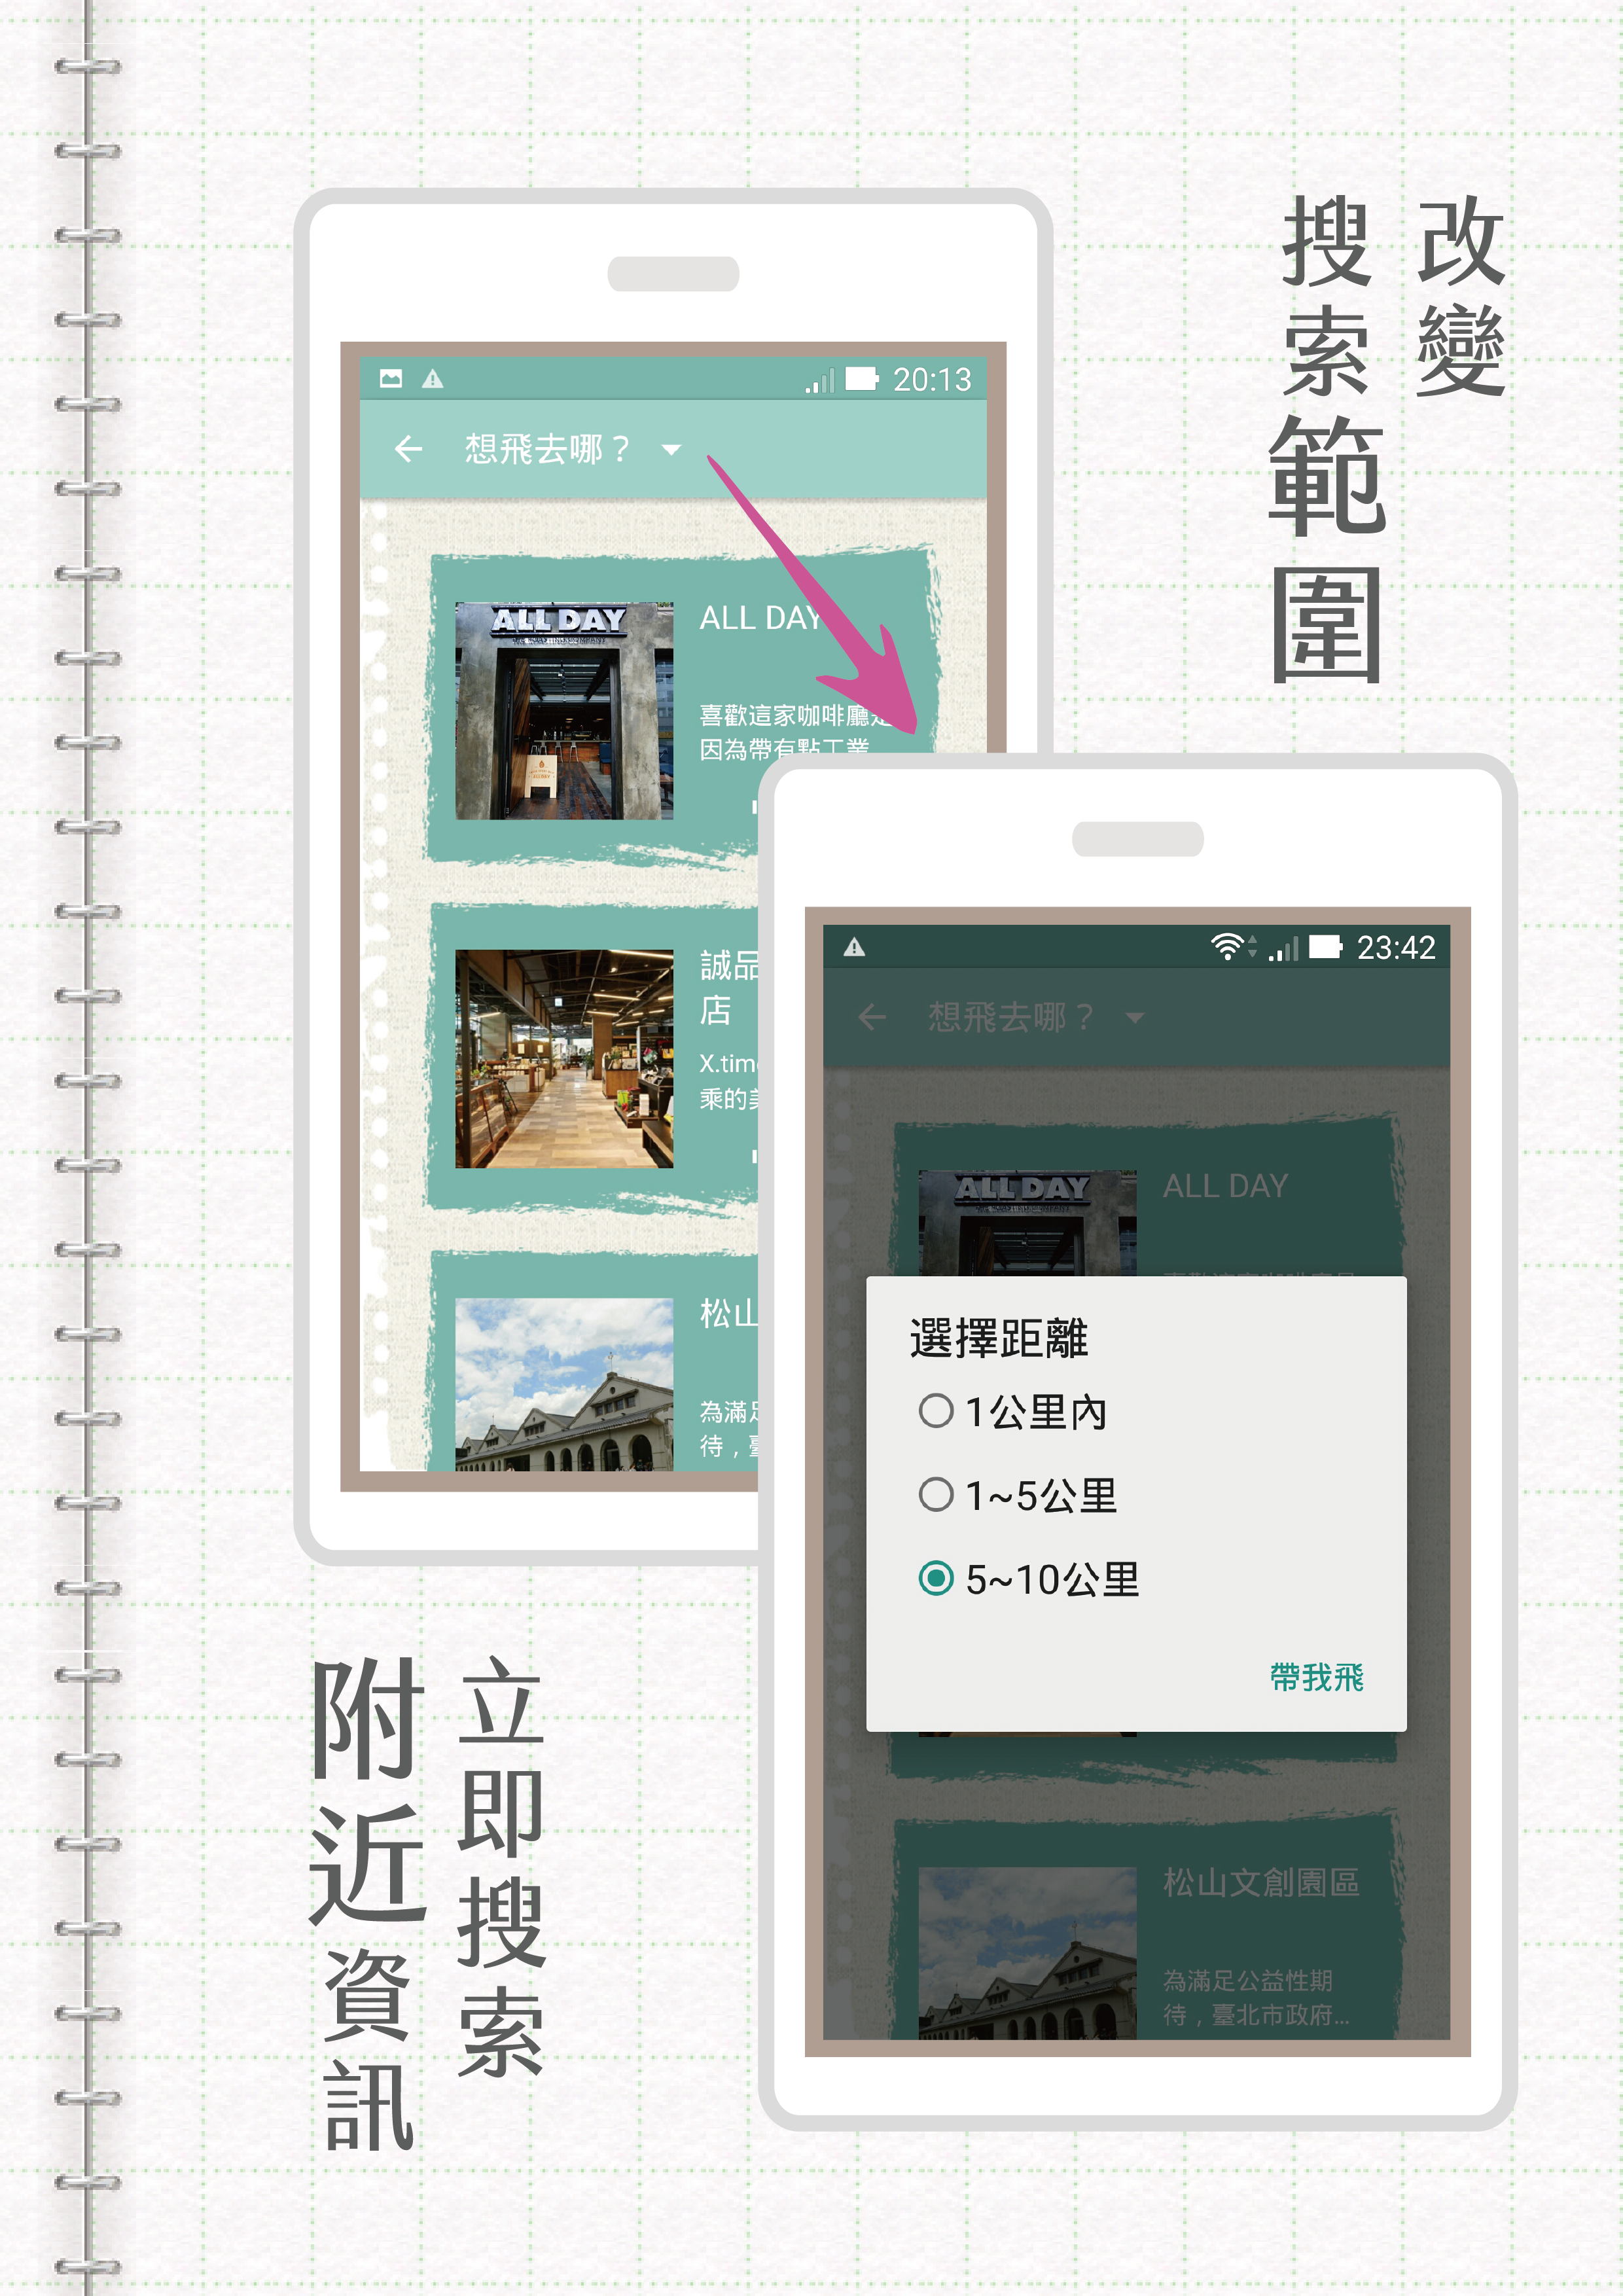 改變
搜索範圍
20:13
想飛去哪？
ALL DAY
ALL DAY
喜歡這家咖啡廳是
因為帶有點工業
誠品
店
X.tim
乘的美
松山
為滿足
待，臺
23:42
想飛去哪？
ALL DAY
ALL DAY
選擇距離
1公里內
1~5公里
5~10公里
帶我飛
松山文創園區
為滿足公益性期
待，臺北市政府...
立即搜索
附近資訊